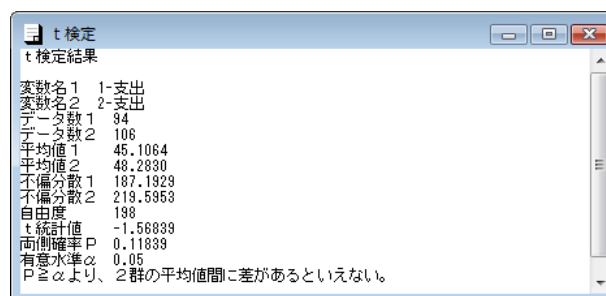 t検定
t検定結果
変数名1 1-支出
変数名2 2-支出
データ数1 94
データ数2 106
平均値1 45.1064
平均値2 48.2830
不偏分散1 187.1929
不偏分散2 219.5953
自由度 198
t統計値 -1.56839
両側確率P 0.11839
有意水準α 0.05
P≧αより、2群の平均値間に差があるといえない。